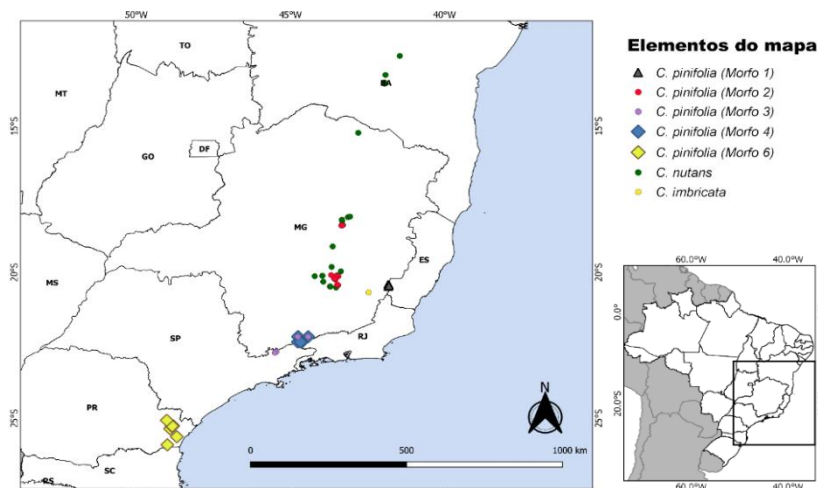 50°W 45°W 40°W
SE
TO
BA
MT
15°S 15°S
DF
GO
MG
ES
20°S 20°S
MS
SP
RJ
PR
25°S 25°S
N
0 500 1000 km
SC
RS
Elementos do mapa
C. pinifolia (Morfo 1)
C. pinifolia (Morfo 2)
C. pinifolia (Morfo 3)
C. pinifolia (Morfo 4)
C. pinifolia (Morfo 6)
C. nutans
C. imbricata
60.0°W 40.0°W
0.0°
20.0°S
60.0°W 40.0°W